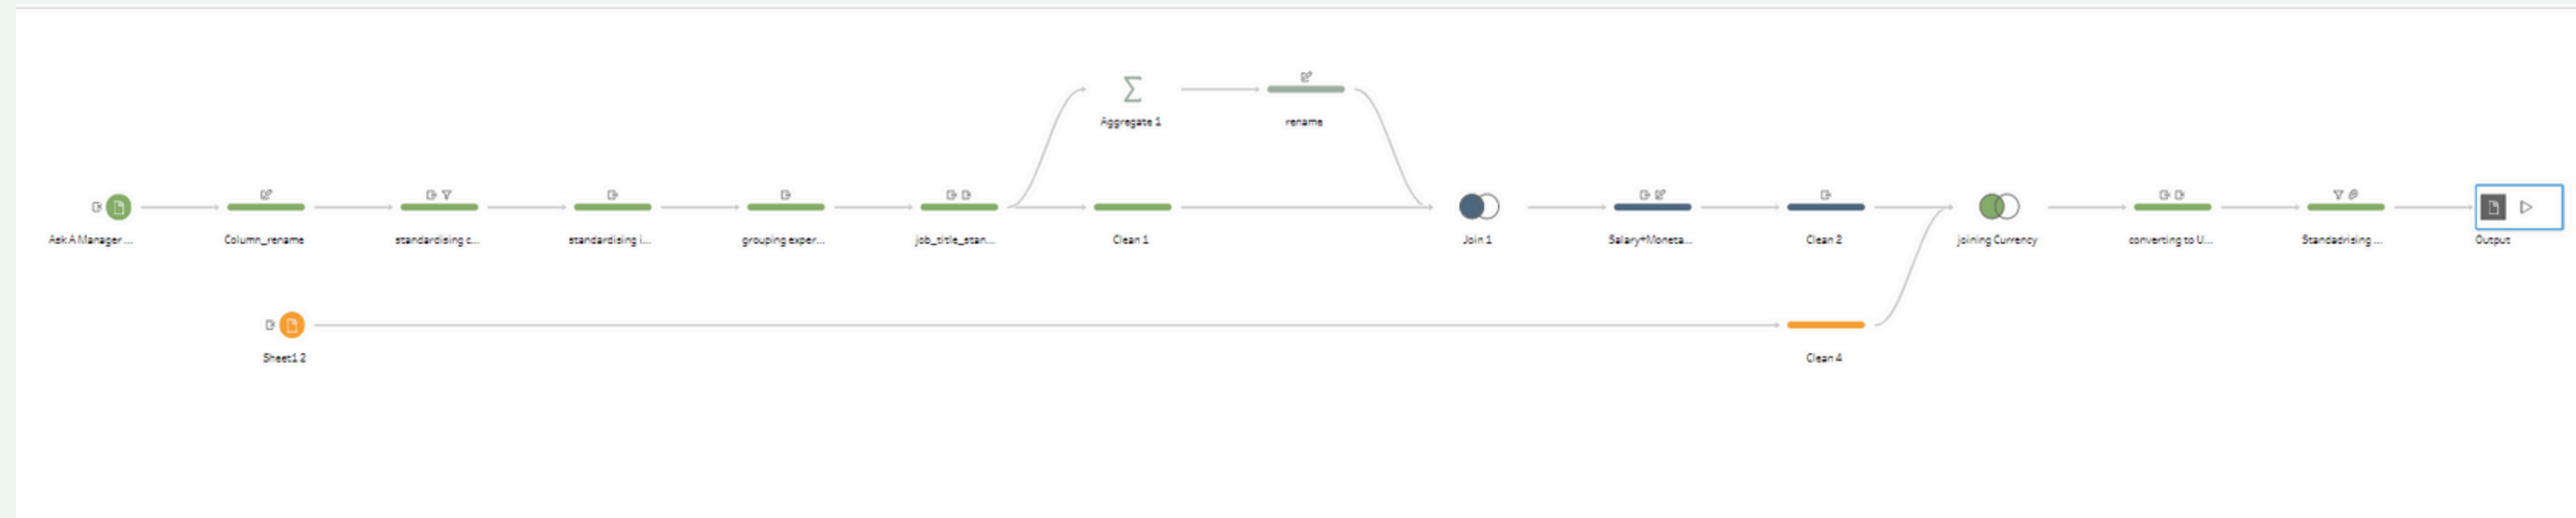 Aggregate 1
rename
Ask A Manager ...
Column_rename
standardising c...
standardising i...
grouping exper...
job_title_stan...
Clean 1
Join 1
Salary+Moneta...
Clean 2
joining Currency
converting to U...
Standadrising ...
Output
Sheet1 2
Clean 4